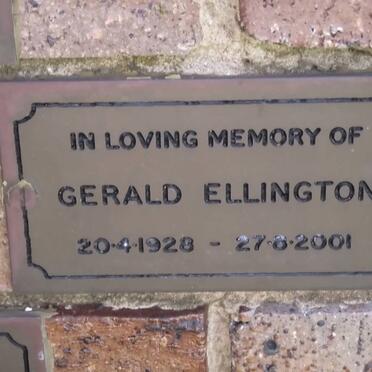 IN LOVING MEMORY OF
GERALD ELLINGTON
20·4·1928 - 27·8·2001